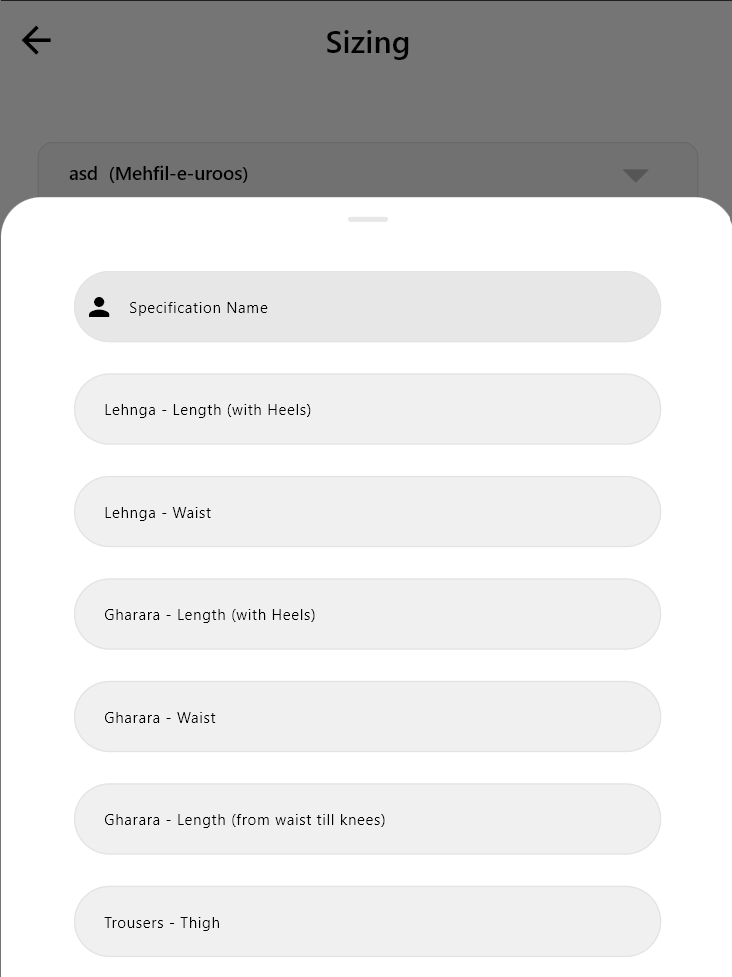 Sizing
asd (Mehfil-e-uroos)
Specification Name
Lehnga - Length (with Heels)
Lehnga - Waist
Gharara - Length (with Heels)
Gharara - Waist
Gharara - Length (from waist till knees)
Trousers - Thigh